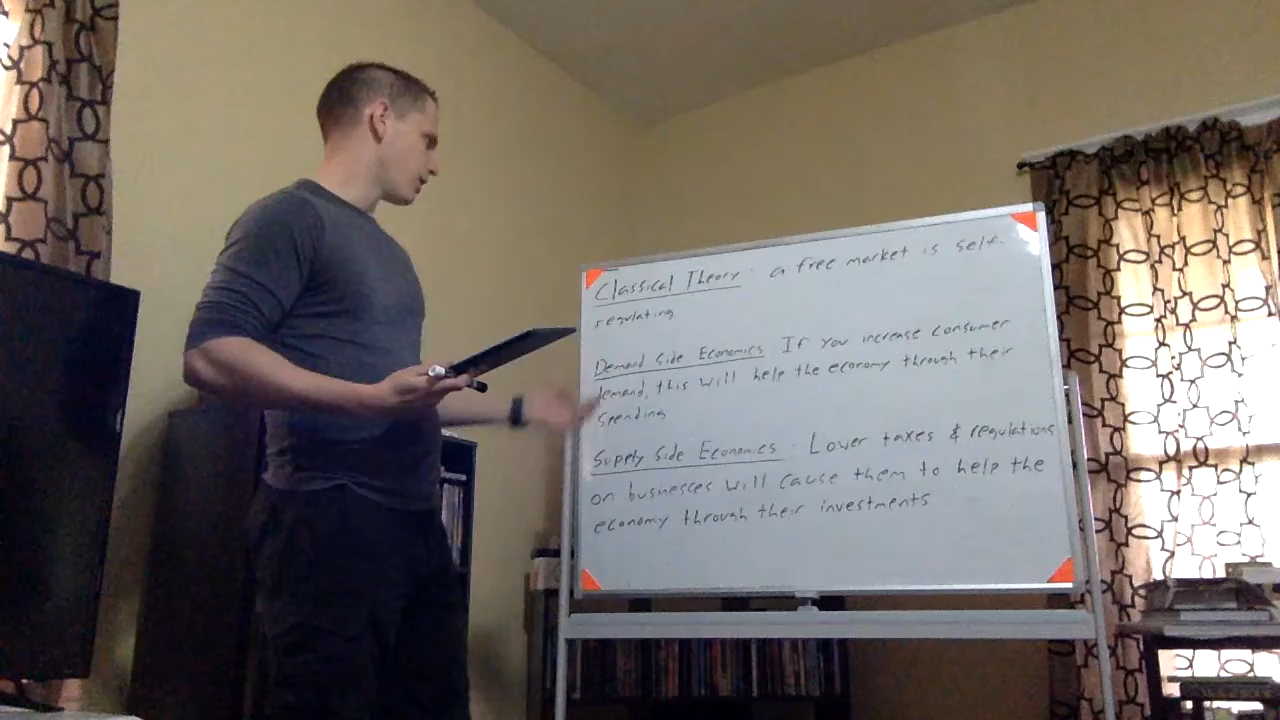 Classical Theory: a free market is self-
regulating
Demand Side Economics: If you increase consumer
demand, this will help the economy through their
spending
Supply Side Economics: Lower taxes & regulations
on businesses will cause them to help the
economy through their investments